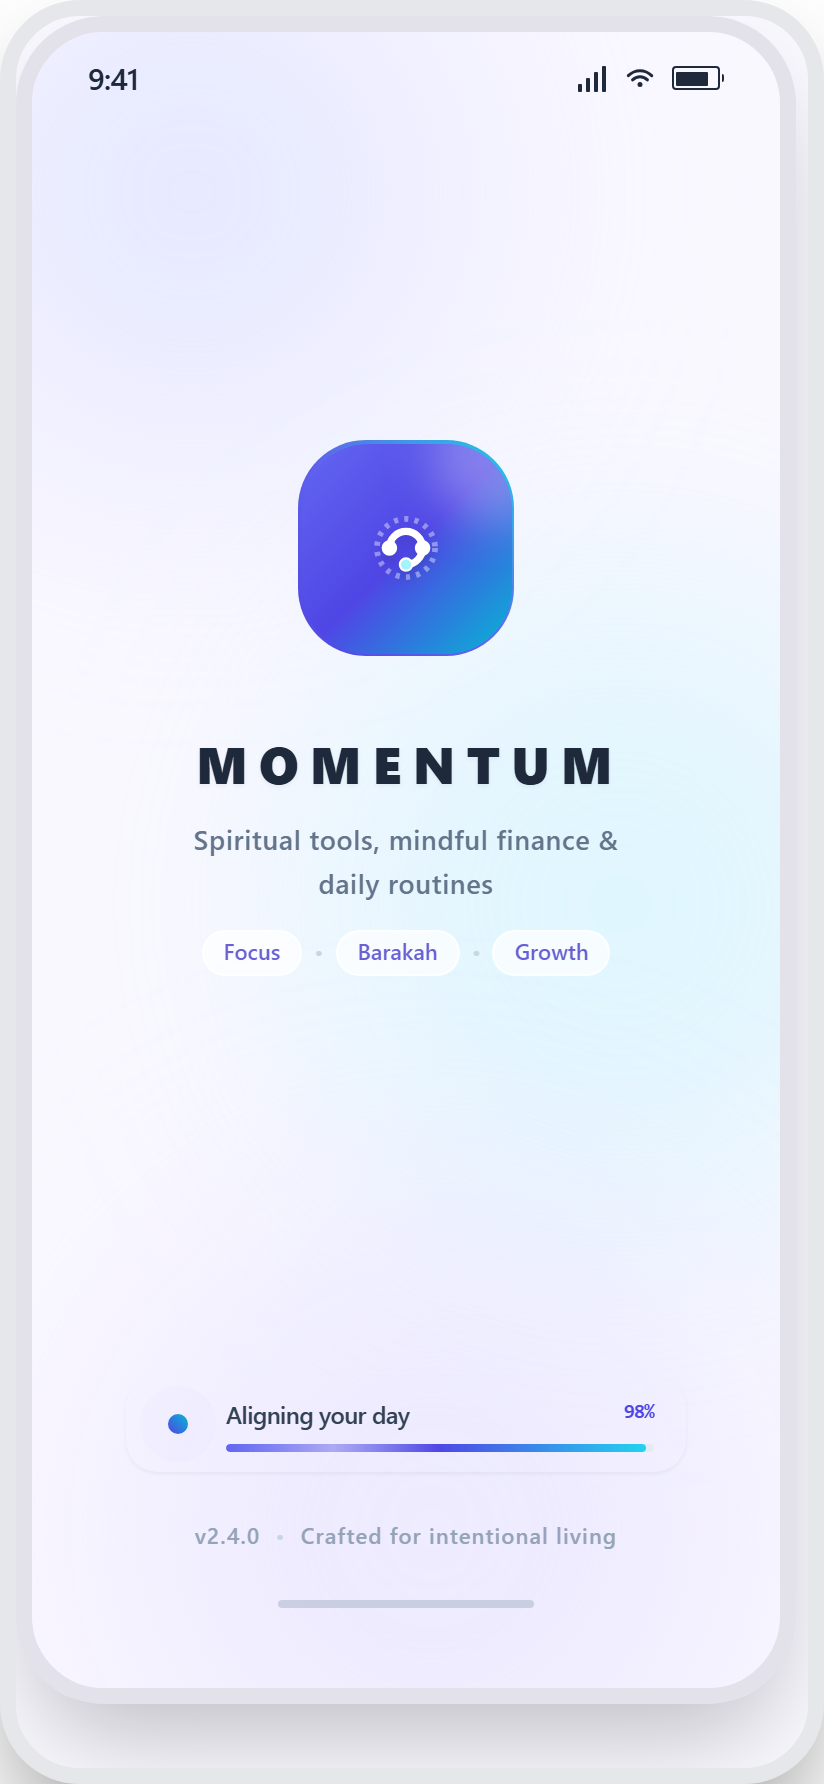 9:41
MOMENTUM
Spiritual tools, mindful finance &
daily routines
Focus • Barakah • Growth
Aligning your day 98%
v2.4.0 • Crafted for intentional living